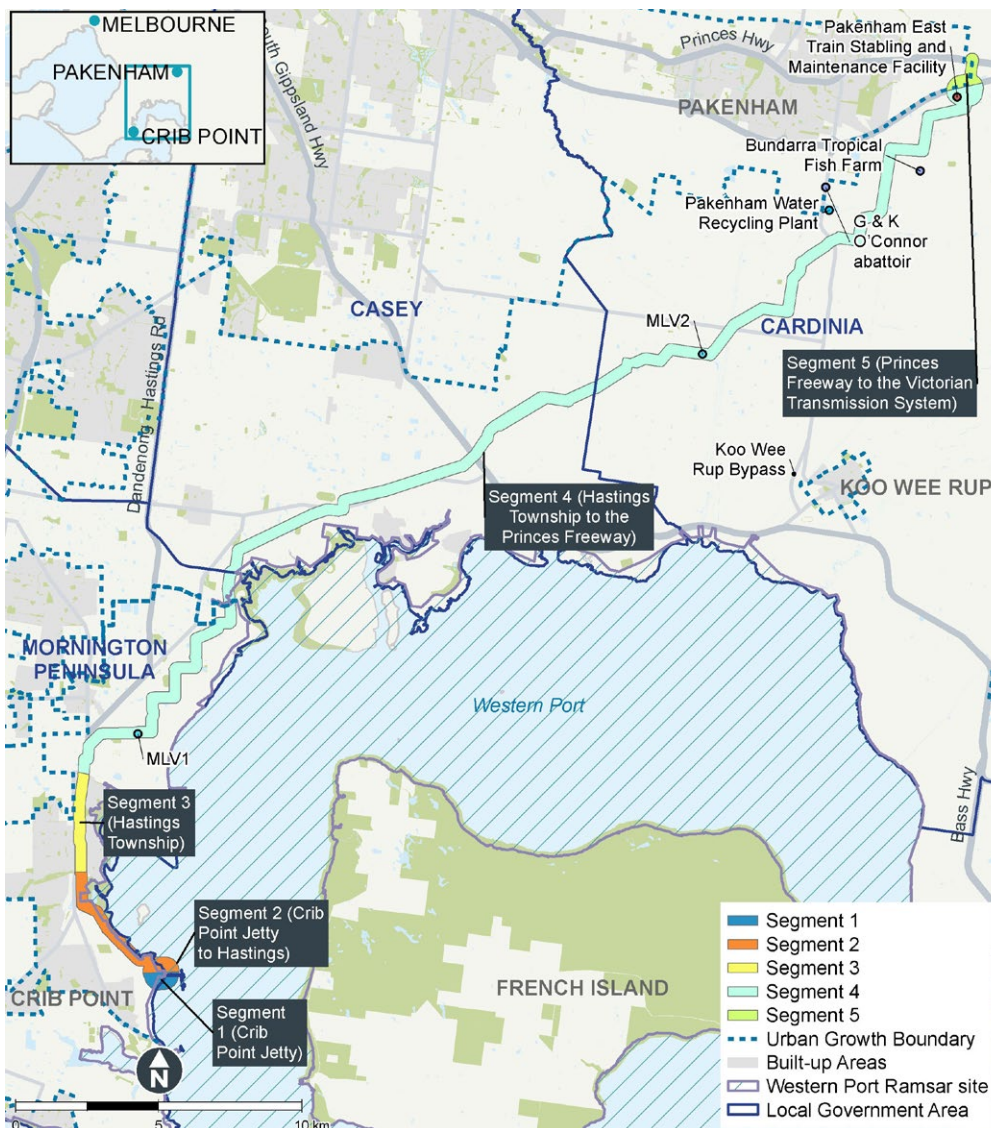 MELBOURNE
PAKENHAM
CRIB POINT
South Gippsland Hwy
Princes Hwy
Pakenham East
Train Stabling and
Maintenance Facility
PAKENHAM
Bundarra Tropical
Fish Farm
Pakenham Water
Recycling Plant
G & K
O'Connor
abattoir
CASEY
MLV2
CARDINIA
Dandenong - Hastings Rd
Segment 5 (Princes
Freeway to the Victorian
Transmission System)
Koo Wee
Rup Bypass
KOO WEE RUP
Segment 4 (Hastings
Township to the
Princes Freeway)
MORNINGTON
PENINSULA
Western Port
MLV1
Bass Hwy
Segment 3
(Hastings
Township)
Segment 2 (Crib
Point Jetty
to Hastings)
CRIB POINT
FRENCH ISLAND
Segment
1 (Crib
Point Jetty)
N
0 5 10 km
Segment 1
Segment 2
Segment 3
Segment 4
Segment 5
Urban Growth Boundary
Built-up Areas
Western Port Ramsar site
Local Government Area